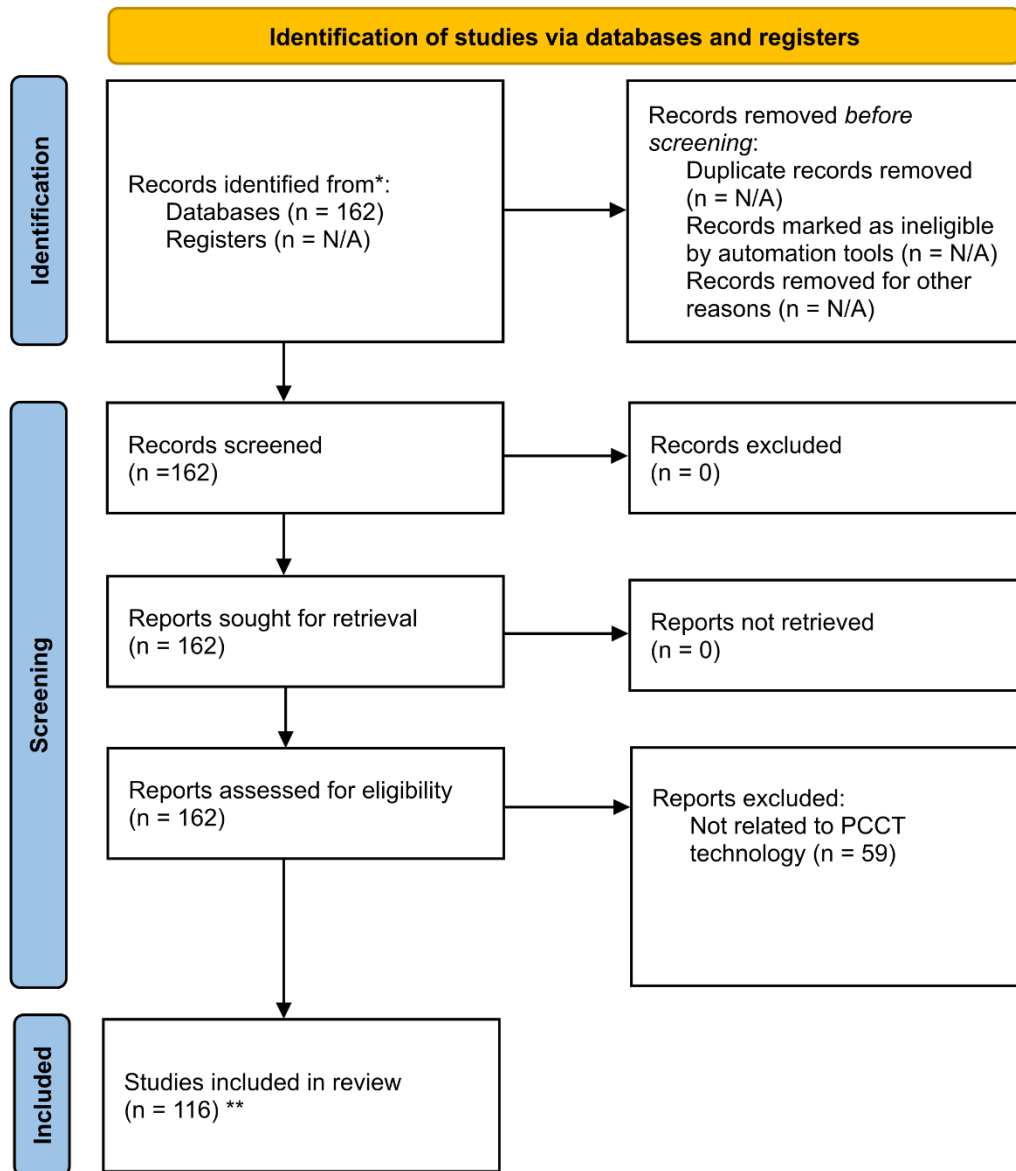 Identification of studies via databases and registers
Identification
Records identified from*:
Databases (n = 162)
Registers (n = N/A)
Records removed before
screening:
Duplicate records removed
(n = N/A)
Records marked as ineligible
by automation tools (n = N/A)
Records removed for other
reasons (n = N/A)
Screening
Records screened
(n =162)
Records excluded
(n = 0)
Reports sought for retrieval
(n = 162)
Reports not retrieved
(n = 0)
Reports assessed for eligibility
(n = 162)
Reports excluded:
Not related to PCCT
technology (n = 59)
Included
Studies included in review
(n = 116) **